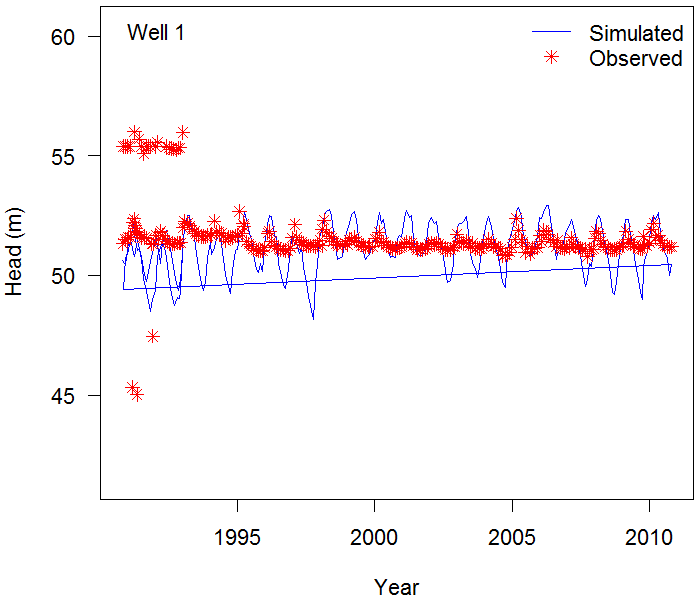 Well 1
Simulated
Observed
60
55
50
45
Head (m)
1995 2000 2005 2010
Year